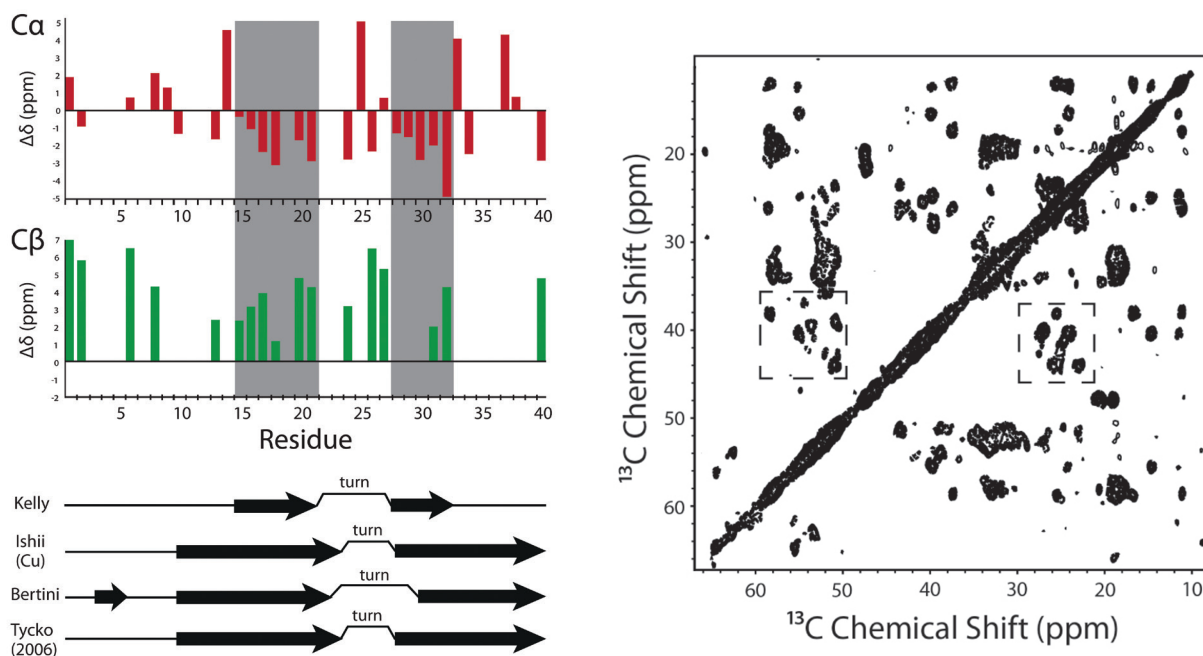 Cα
Δδ (ppm)
5
4
3
2
1
0
-1
-2
-3
-4
-5
5 10 15 20 25 30 35 40
Cβ
Δδ (ppm)
7
6
5
4
3
2
1
0
-1
-2
5 10 15 20 25 30 35 40
Residue
Kelly
turn
Ishii
(Cu)
turn
Bertini
turn
Tycko
(2006)
turn
¹³C Chemical Shift (ppm)
20
30
40
50
60
60 50 40 30 20 10
¹³C Chemical Shift (ppm)